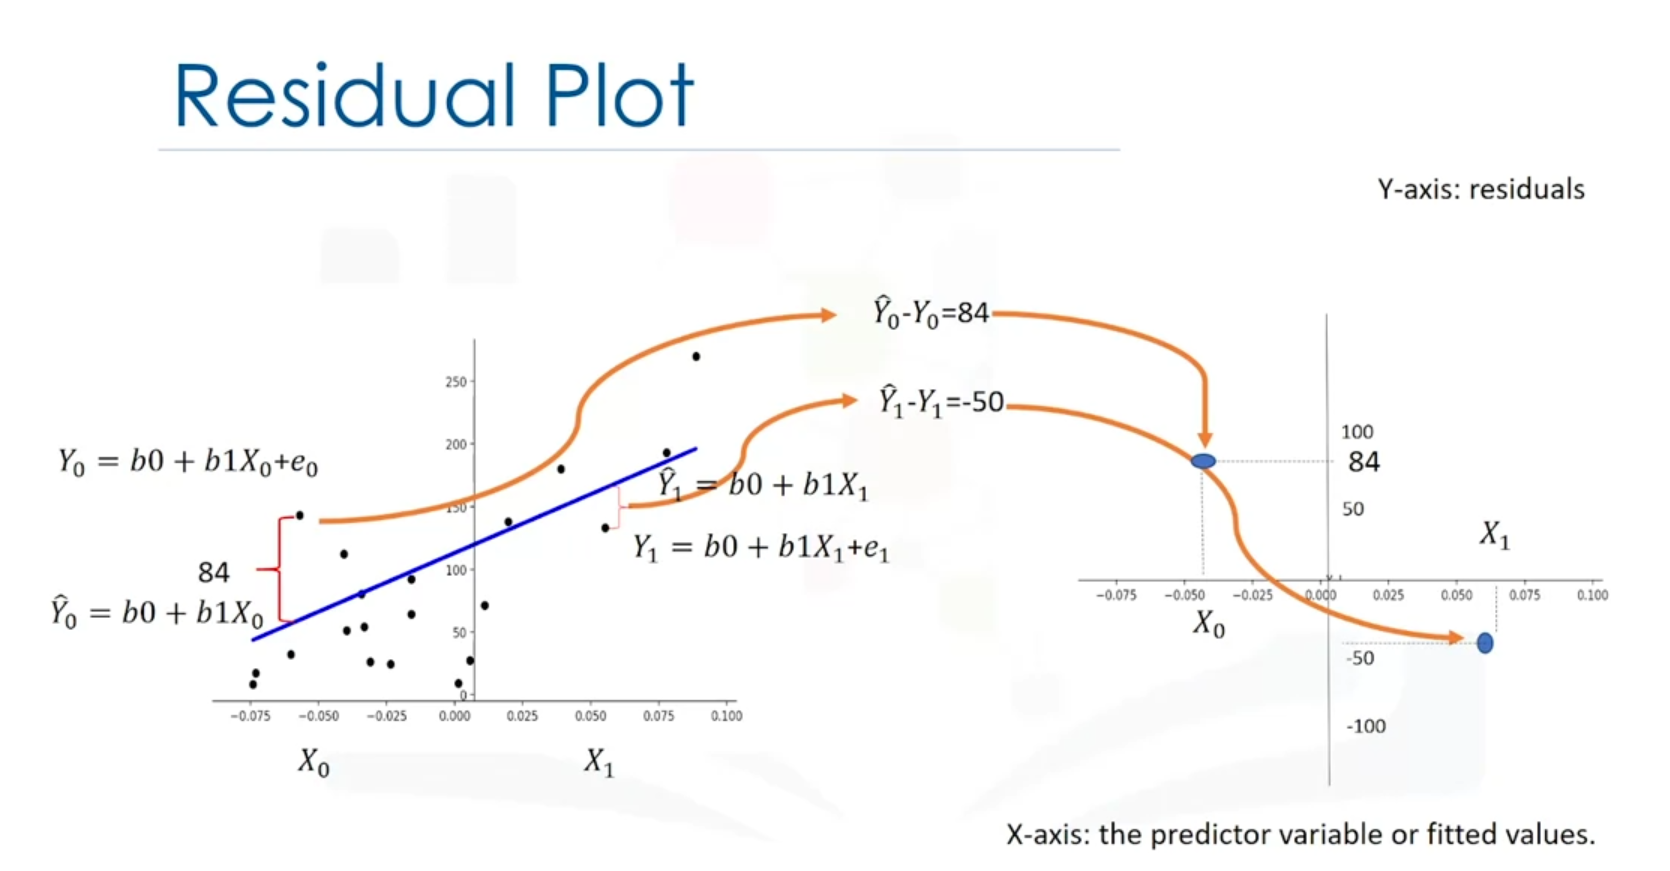 Residual Plot
Y-axis: residuals
Ŷ₀-Y₀=84
Ŷ₁-Y₁=-50
Y₀ = b0 + b1X₀+e₀
84
Ŷ₀ = b0 + b1X₀
Ŷ₁ = b0 + b1X₁
Y₁ = b0 + b1X₁+e₁
250
200
150
100
50
0
−0.075 −0.050 −0.025 0.000 0.025 0.050 0.075 0.100
X₀ X₁
100
84
50
X₁
−0.075 −0.050 −0.025 0.000 0.025 0.050 0.075 0.100
X₀
-50
-100
X-axis: the predictor variable or fitted values.